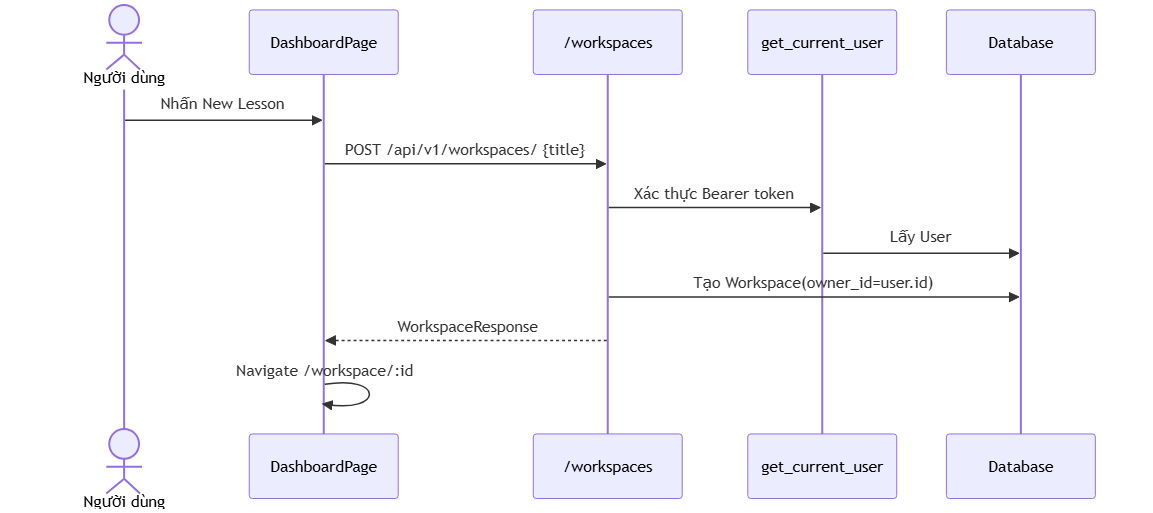 DashboardPage
/workspaces
get_current_user
Database
Người dùng
Nhấn New Lesson
POST /api/v1/workspaces/ {title}
Xác thực Bearer token
Lấy User
Tạo Workspace(owner_id=user.id)
WorkspaceResponse
Navigate /workspace/:id
DashboardPage
/workspaces
get_current_user
Database
Người dùng